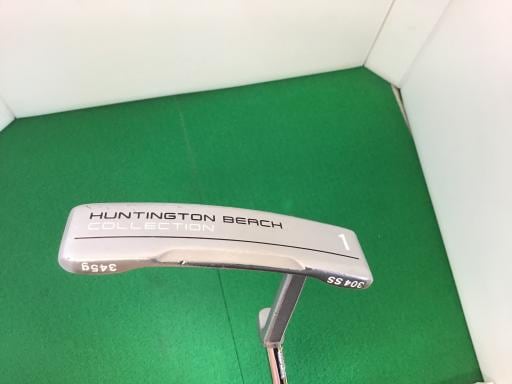 HUNTINGTON BEACH
COLLECTION
1
345g
304 SS